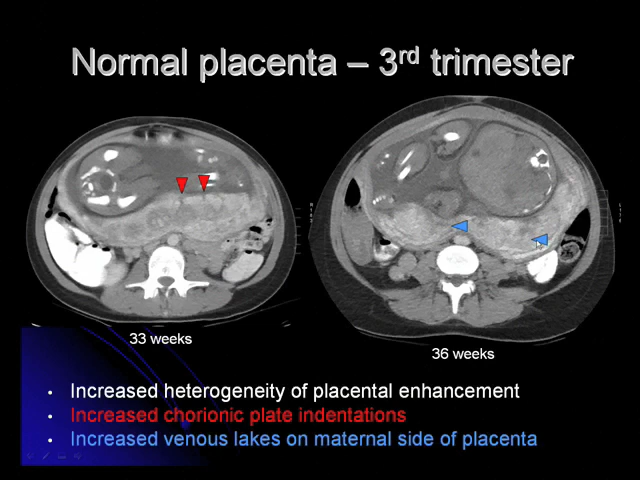 Normal placenta – 3rd trimester
33 weeks
36 weeks
• Increased heterogeneity of placental enhancement
• Increased chorionic plate indentations
• Increased venous lakes on maternal side of placenta